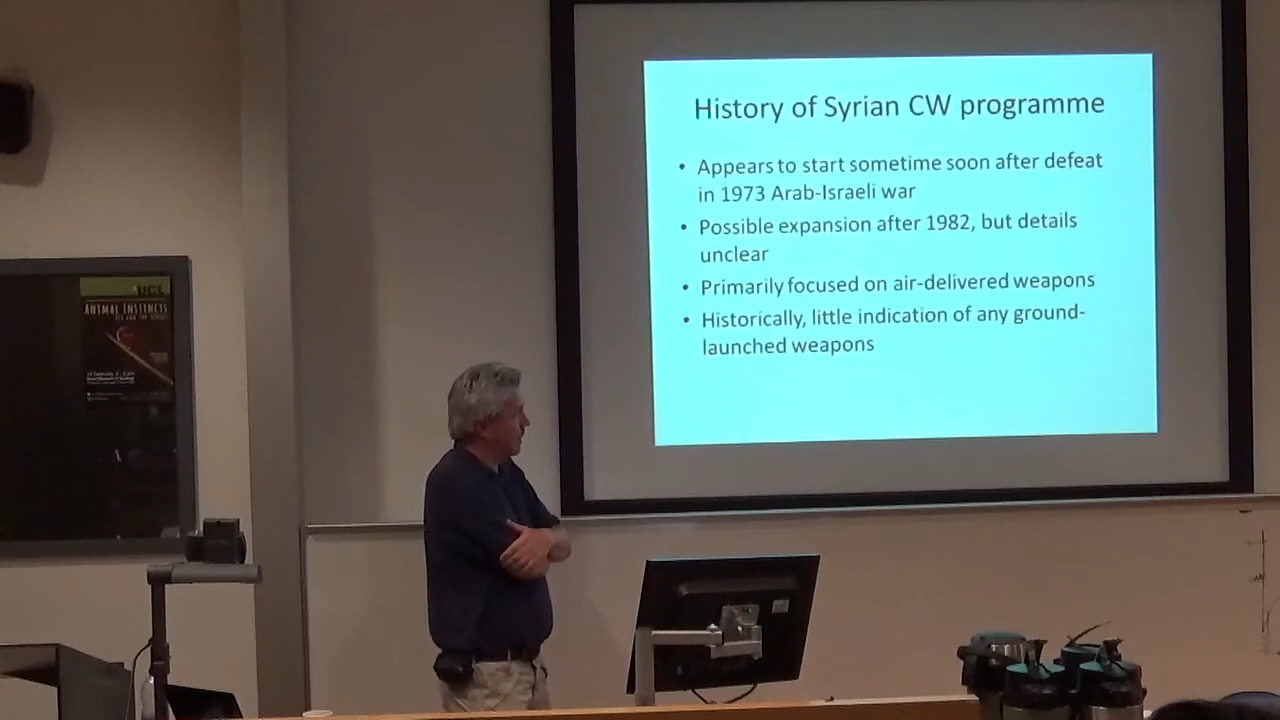 History of Syrian CW programme
• Appears to start sometime soon after defeat
in 1973 Arab-Israeli war
• Possible expansion after 1982, but details
unclear
• Primarily focused on air-delivered weapons
• Historically, little indication of any ground-
launched weapons
UCL
ANIMAL INSTINCTS